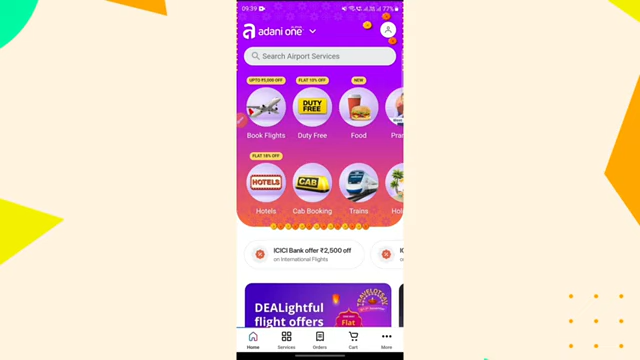 09:39
77%
adani one
Search Airport Services
UPTO ₹5,000 OFF
FLAT 10% OFF
NEW
DUTY FREE
Book Flights
Duty Free
Food
FLAT 18% OFF
HOTELS
CAB
Hotels
Cab Booking
Trains
ICICI Bank offer ₹2,500 off
on International Flights
DEALightful
flight offers
TRAVELOTSAV
Flat
Home
Services
Orders
Cart
More